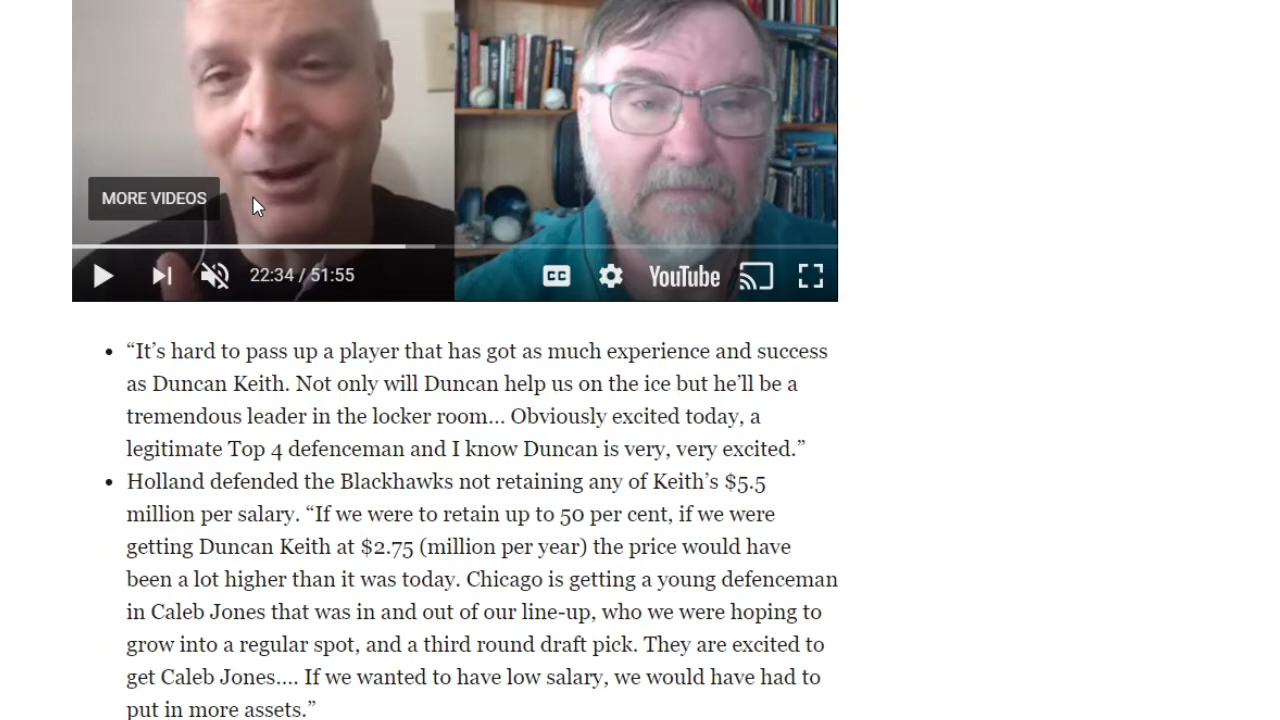 MORE VIDEOS
22:34 / 51:55
CC
YouTube
• “It’s hard to pass up a player that has got as much experience and success
as Duncan Keith. Not only will Duncan help us on the ice but he’ll be a
tremendous leader in the locker room… Obviously excited today, a
legitimate Top 4 defenceman and I know Duncan is very, very excited.”
• Holland defended the Blackhawks not retaining any of Keith’s $5.5
million per salary. “If we were to retain up to 50 per cent, if we were
getting Duncan Keith at $2.75 (million per year) the price would have
been a lot higher than it was today. Chicago is getting a young defenceman
in Caleb Jones that was in and out of our line-up, who we were hoping to
grow into a regular spot, and a third round draft pick. They are excited to
get Caleb Jones…. If we wanted to have low salary, we would have had to
put in more assets.”